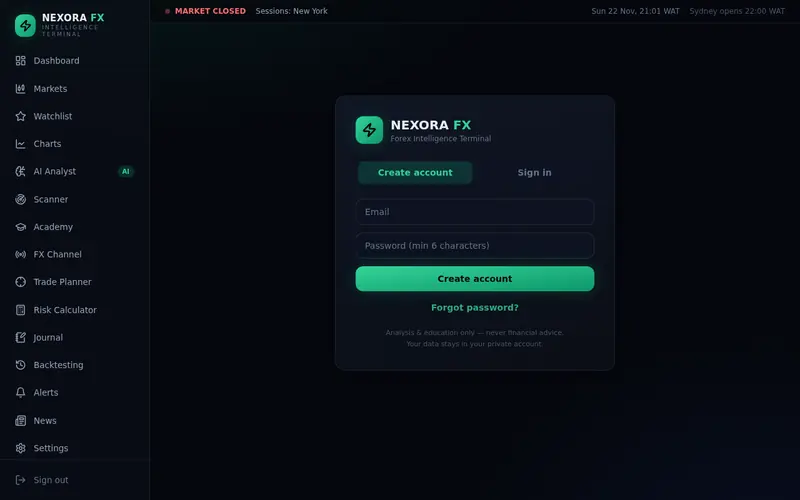 NEXORA FX
INTELLIGENCE
TERMINAL
Dashboard
Markets
Watchlist
Charts
AI Analyst AI
Scanner
Academy
FX Channel
Trade Planner
Risk Calculator
Journal
Backtesting
Alerts
News
Settings
Sign out
MARKET CLOSED Sessions: New York Sun 22 Nov, 21:01 WAT Sydney opens 22:00 WAT
NEXORA FX
Forex Intelligence Terminal
Create account Sign in
Email
Password (min 6 characters)
Create account
Forgot password?
Analysis & education only — never financial advice.
Your data stays in your private account.